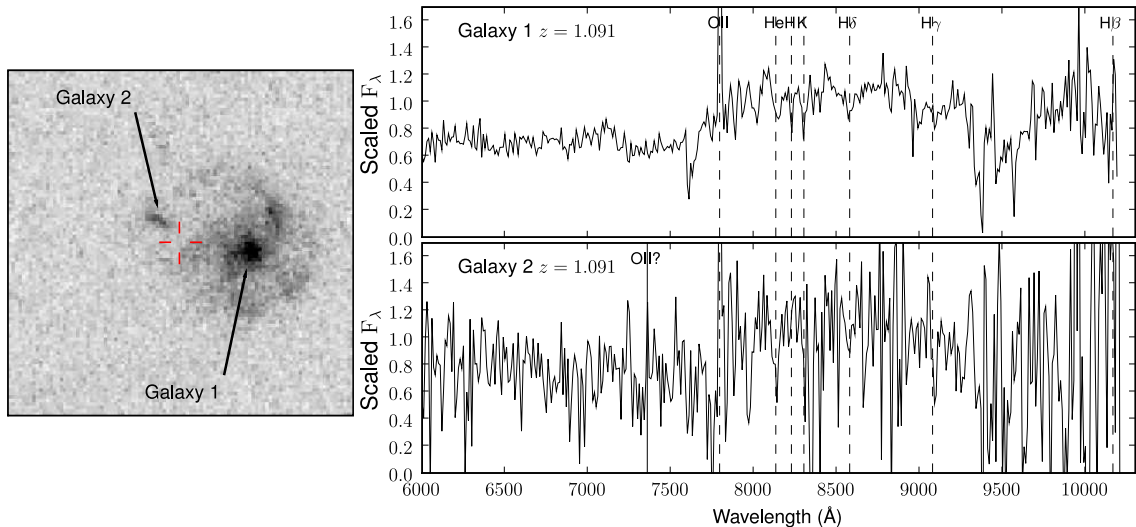 Galaxy 2
Galaxy 1
Scaled F_λ
1.6
1.4
1.2
1.0
0.8
0.6
0.4
0.2
0.0
Galaxy 1 z = 1.091
OII
Hϵ
H
K
Hδ
Hγ
Hβ
Scaled F_λ
1.6
1.4
1.2
1.0
0.8
0.6
0.4
0.2
0.0
Galaxy 2 z = 1.091
OII?
6000 6500 7000 7500 8000 8500 9000 9500 10000
Wavelength (Å)